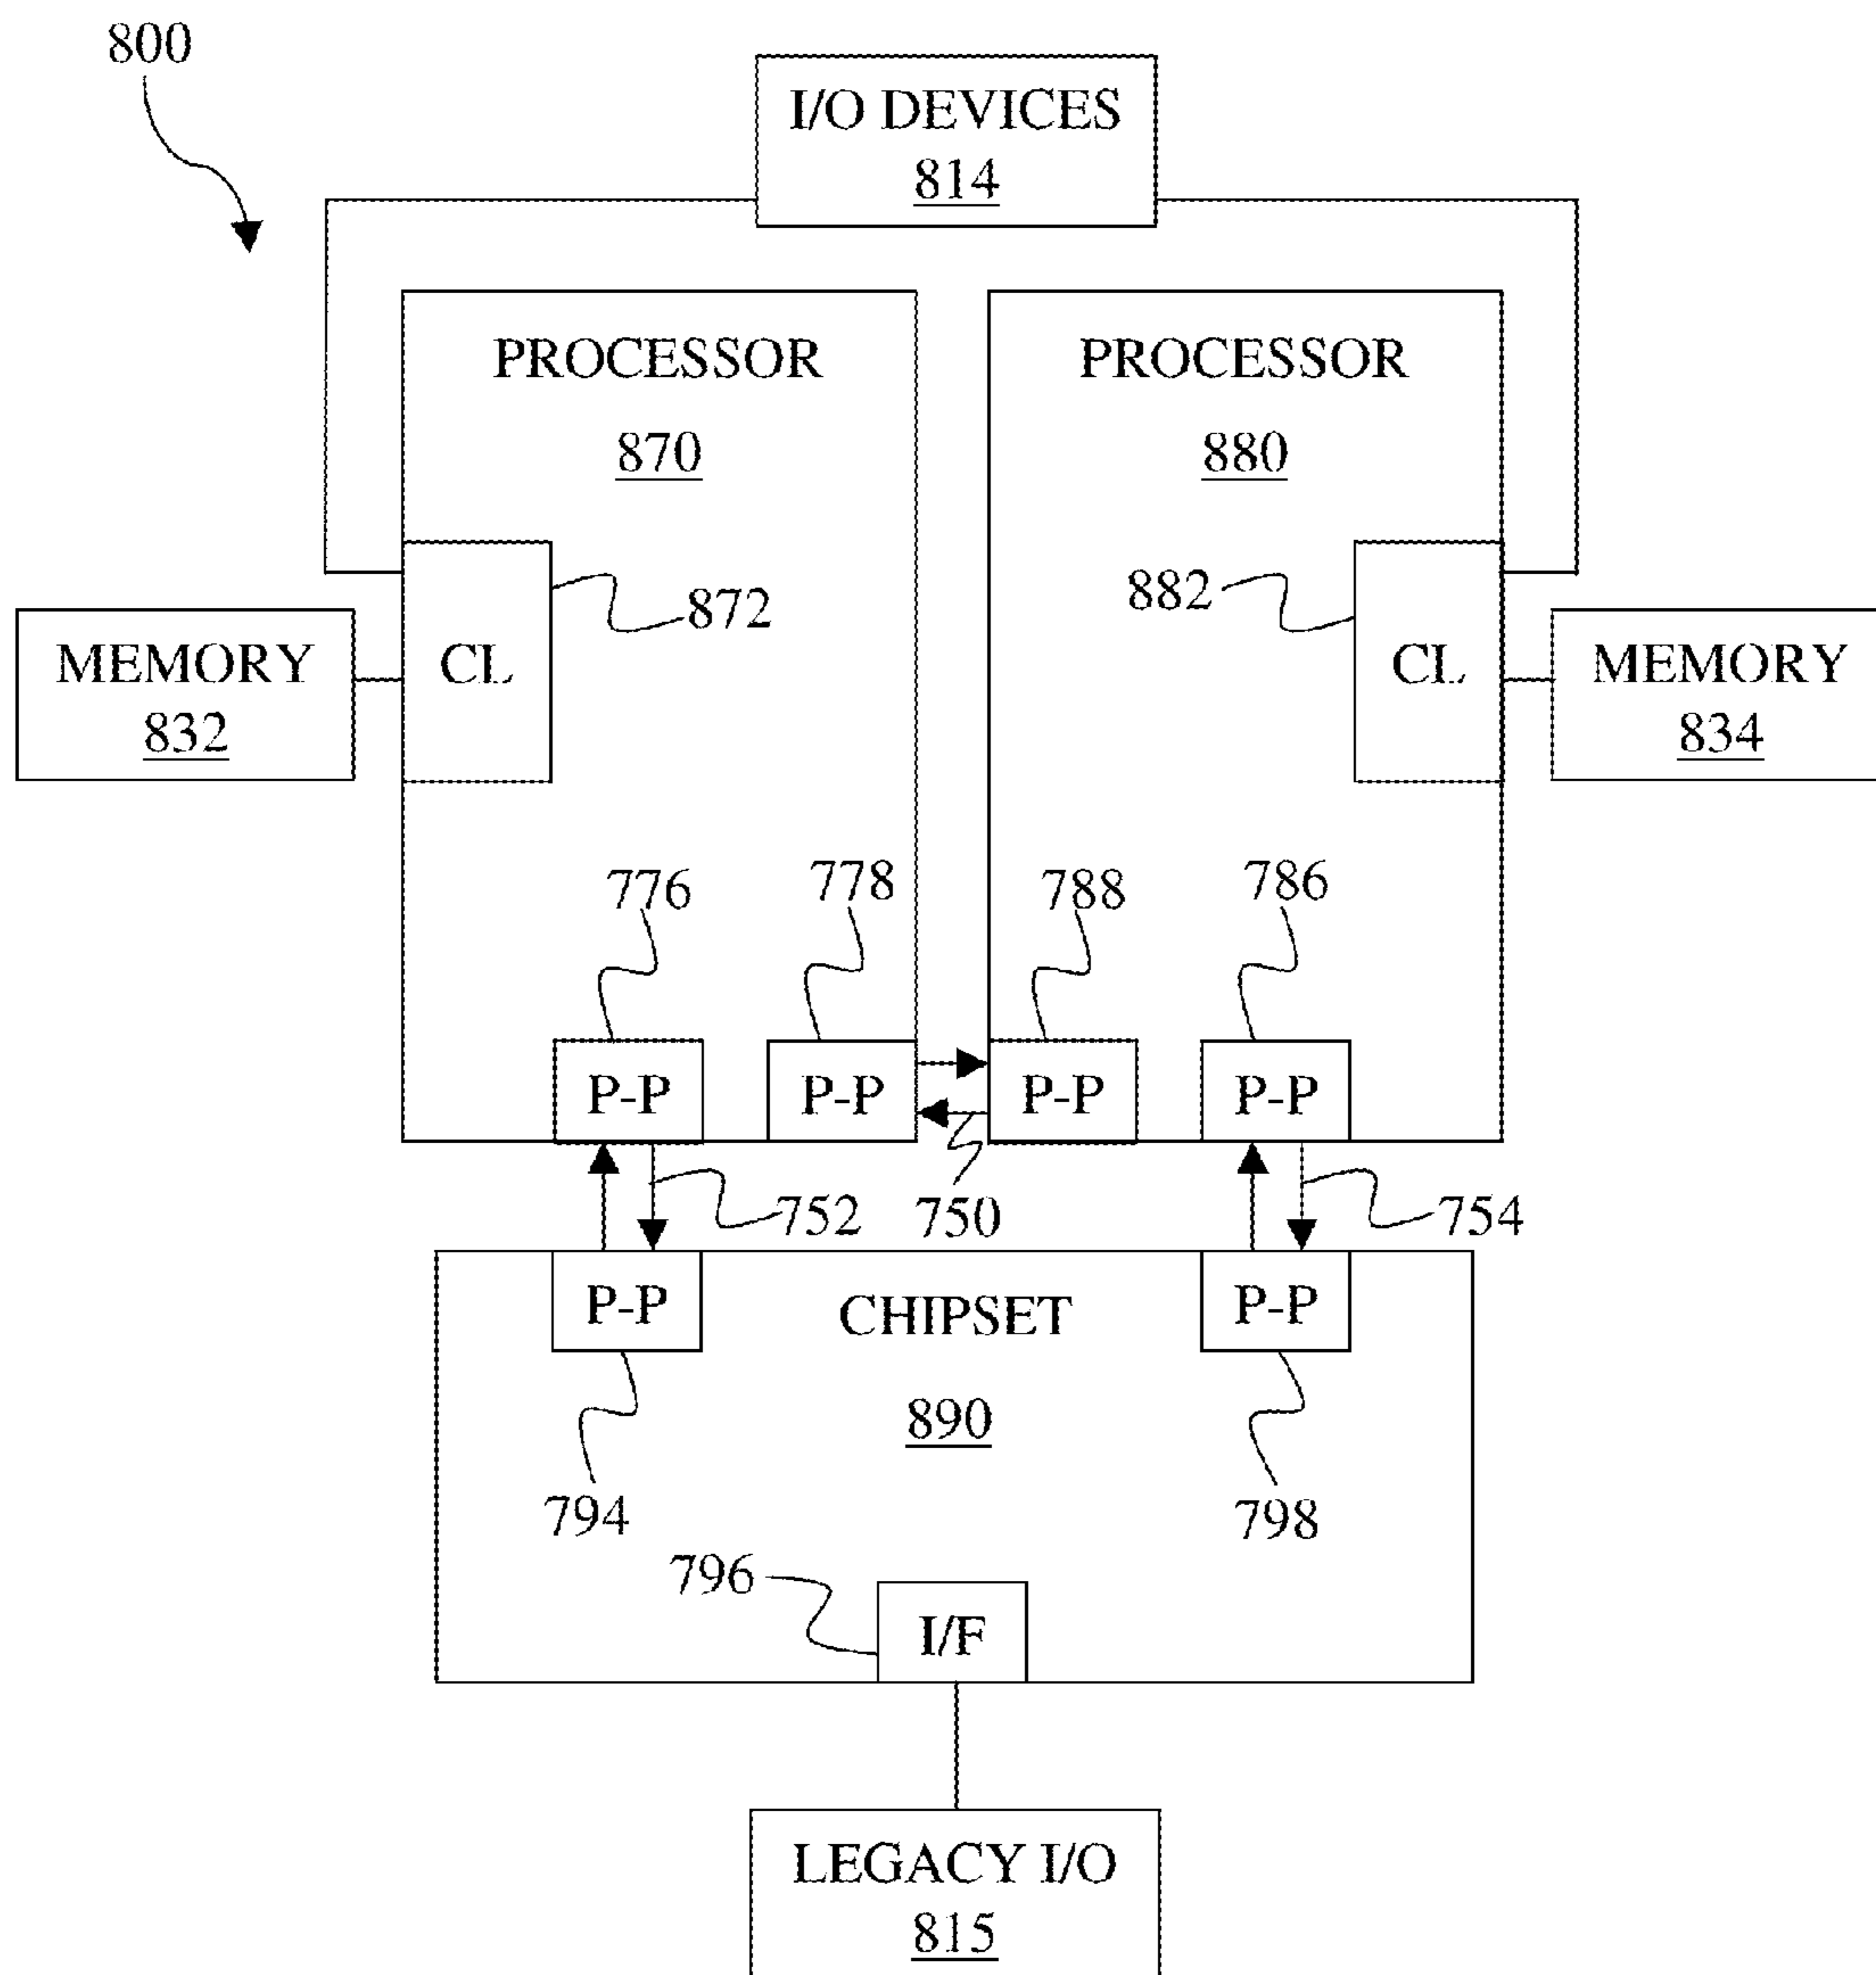 800
I/O DEVICES
814
PROCESSOR
870
PROCESSOR
880
872
882
CL
CL
MEMORY
832
MEMORY
834
776
778
788
786
P-P
P-P
P-P
P-P
752
750
754
P-P
CHIPSET
P-P
890
794
798
796
I/F
LEGACY I/O
815